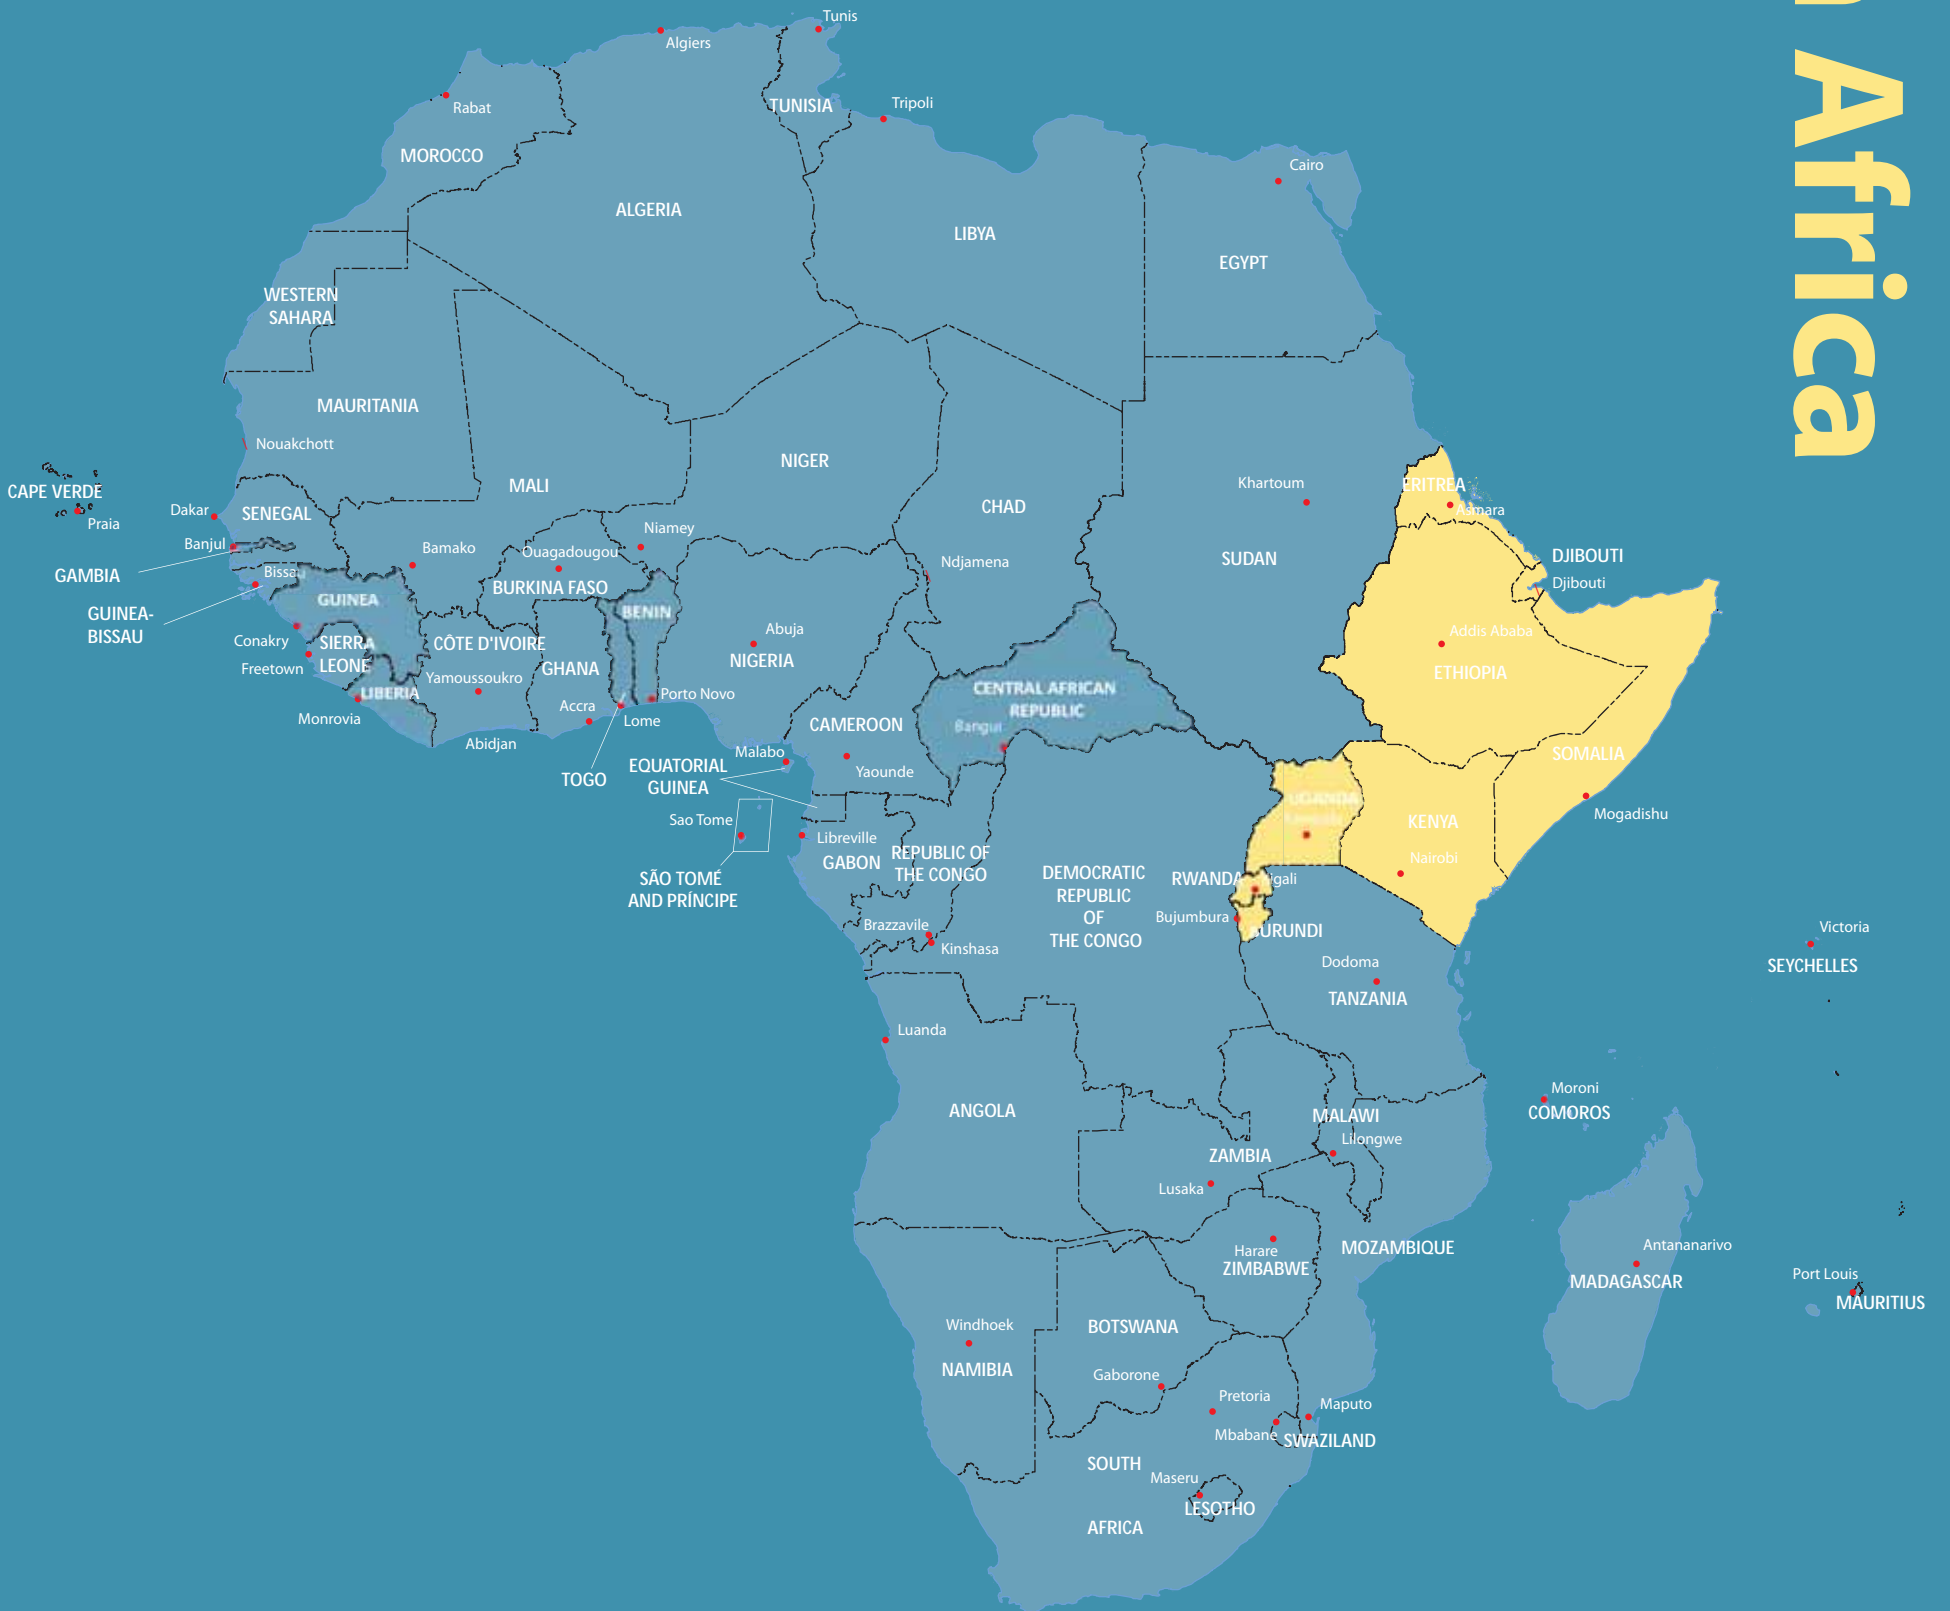 Africa
Tunis
Algiers
Rabat
TUNISIA
Tripoli
MOROCCO
Cairo
ALGERIA
LIBYA
EGYPT
WESTERN
SAHARA
MAURITANIA
Nouakchott
NIGER
MALI
CHAD
Khartoum
ERITREA
Asmara
CAPE VERDE
Praia
Dakar
SENEGAL
Banjul
GAMBIA
Bissau
GUINEA-
BISSAU
Bamako
Ouagadougou
BURKINA FASO
Niamey
Ndjamena
SUDAN
DJIBOUTI
Djibouti
GUINEA
Conakry
SIERRA
LEONE
Freetown
LIBERIA
Monrovia
CÔTE D'IVOIRE
Yamoussoukro
Abidjan
GHANA
Accra
BENIN
Porto Novo
Lome
TOGO
Abuja
NIGERIA
Addis Ababa
ETHIOPIA
CENTRAL AFRICAN
REPUBLIC
Bangui
CAMEROON
Yaounde
Malabo
EQUATORIAL
GUINEA
SOMALIA
Mogadishu
UGANDA
KENYA
Nairobi
Sao Tome
SÃO TOMÉ
AND PRÍNCIPE
Libreville
GABON
REPUBLIC OF
THE CONGO
Brazzavile
Kinshasa
DEMOCRATIC
REPUBLIC
OF
THE CONGO
RWANDA
Kigali
Bujumbura
BURUNDI
Dodoma
TANZANIA
Victoria
SEYCHELLES
Luanda
ANGOLA
Moroni
COMOROS
MALAWI
Lilongwe
ZAMBIA
Lusaka
Harare
ZIMBABWE
MOZAMBIQUE
Antananarivo
MADAGASCAR
Port Louis
MAURITIUS
Windhoek
NAMIBIA
BOTSWANA
Gaborone
Pretoria
Maputo
Mbabane
SWAZILAND
SOUTH
AFRICA
Maseru
LESOTHO